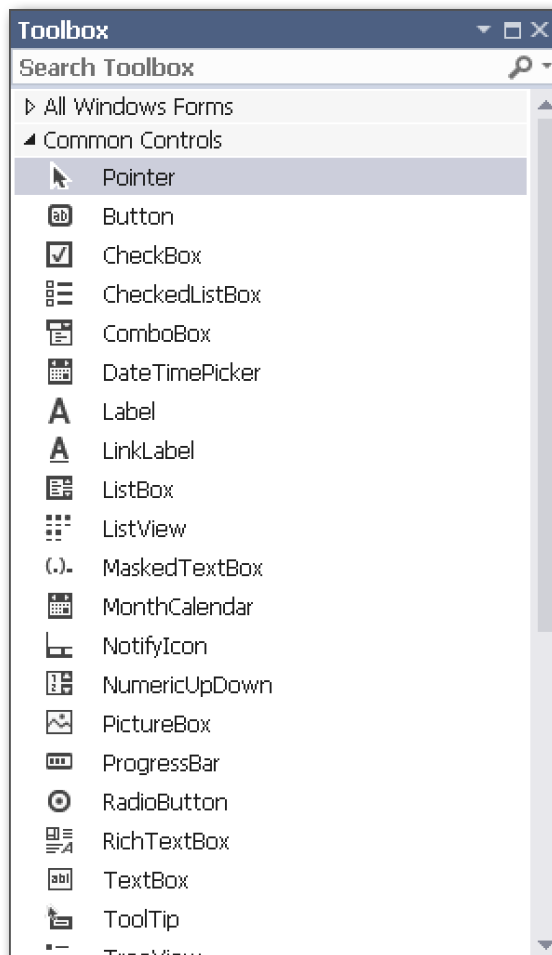 Toolbox
Search Toolbox
All Windows Forms
Common Controls
Pointer
Button
CheckBox
CheckedListBox
ComboBox
DateTimePicker
Label
LinkLabel
ListBox
ListView
MaskedTextBox
MonthCalendar
NotifyIcon
NumericUpDown
PictureBox
ProgressBar
RadioButton
RichTextBox
TextBox
ToolTip
TreeView